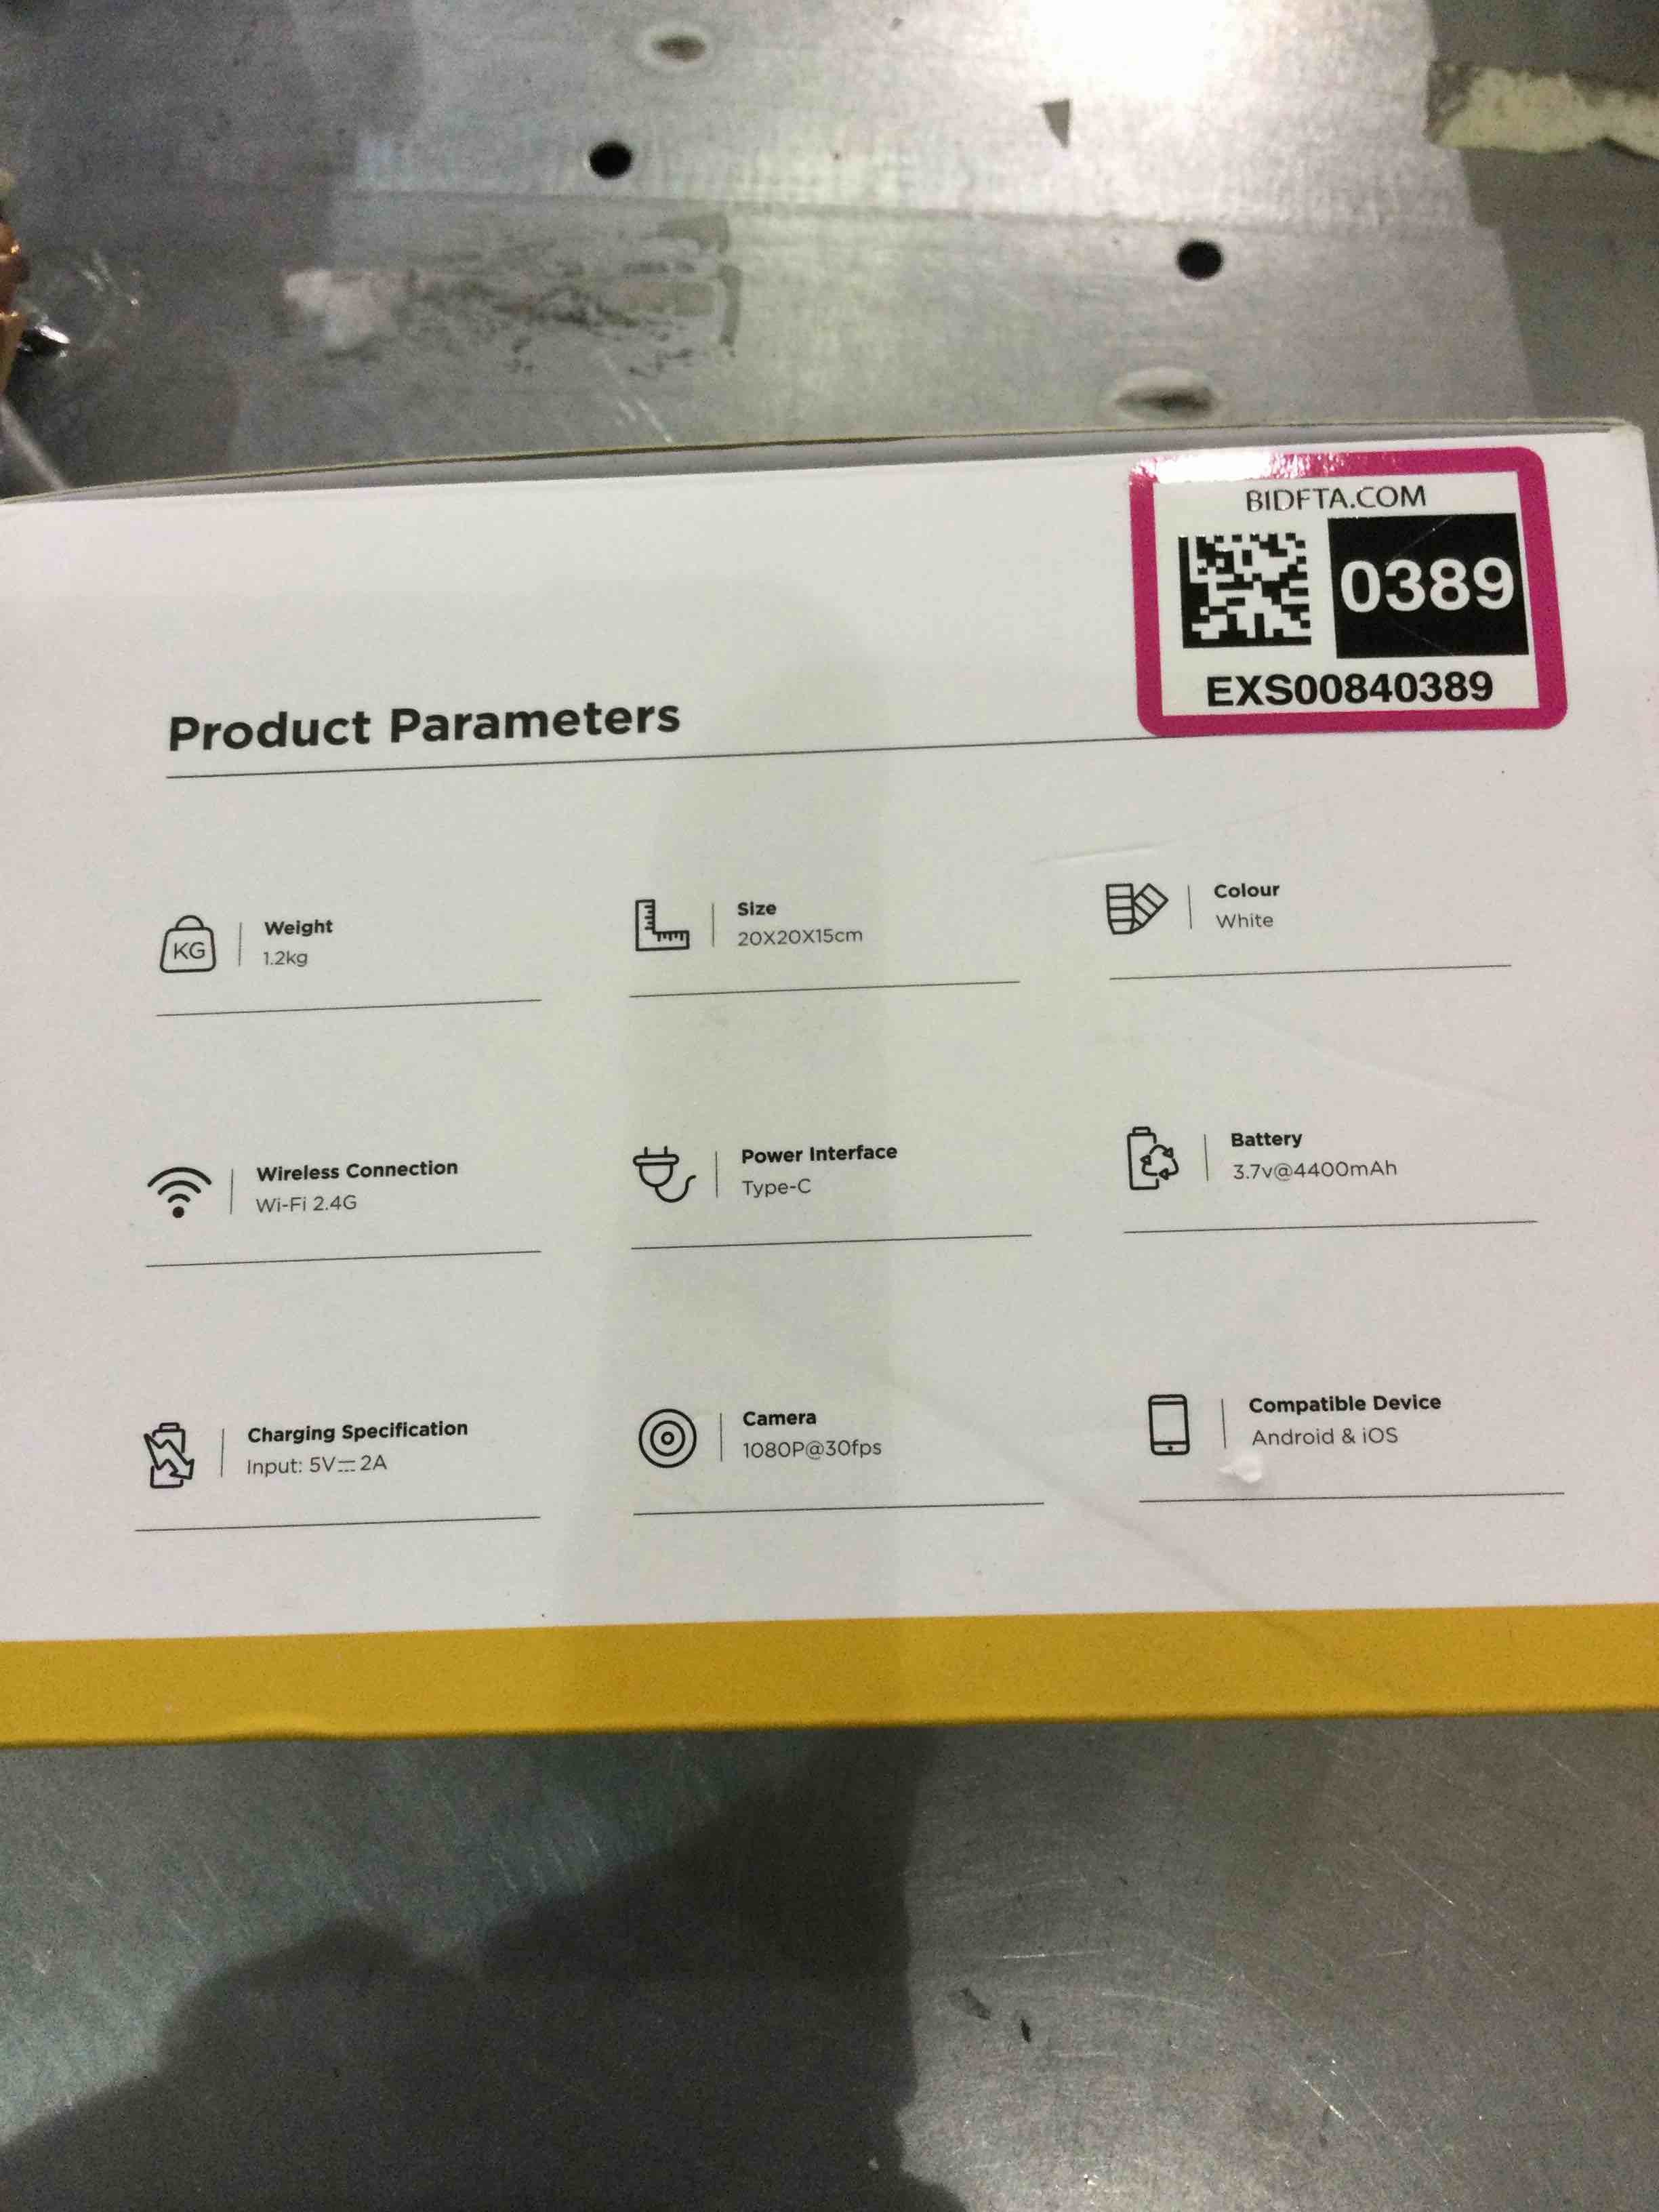 BIDFTA.COM
0389
EXS00840389
Product Parameters
KG
Weight
1.2kg
Size
20X20X15cm
Colour
White
Wireless Connection
Wi-Fi 2.4G
Power Interface
Type-C
Battery
3.7v@4400mAh
Charging Specification
Input: 5V⎓2A
Camera
1080P@30fps
Compatible Device
Android & iOS